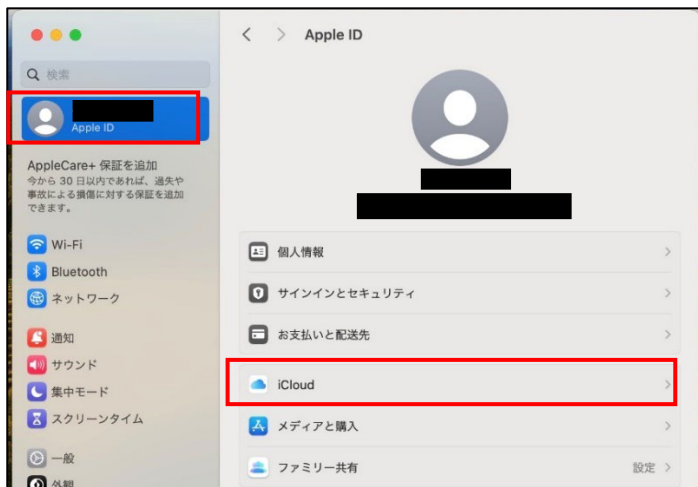 Apple ID
検索
Apple ID
AppleCare+ 保証を追加
今から 30 日以内であれば、過失や
事故による損傷に対する保証を追加
できます。
Wi-Fi
Bluetooth
ネットワーク
通知
サウンド
集中モード
スクリーンタイム
一般
外観
個人情報
サインインとセキュリティ
お支払いと配送先
iCloud
メディアと購入
ファミリー共有
設定